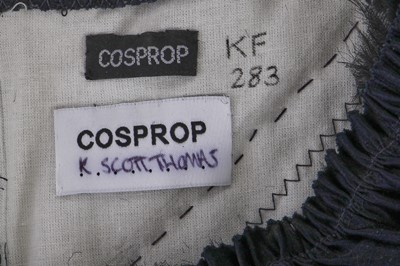 COSPROP
KF
283
COSPROP
K. SCOTT.THOMAS